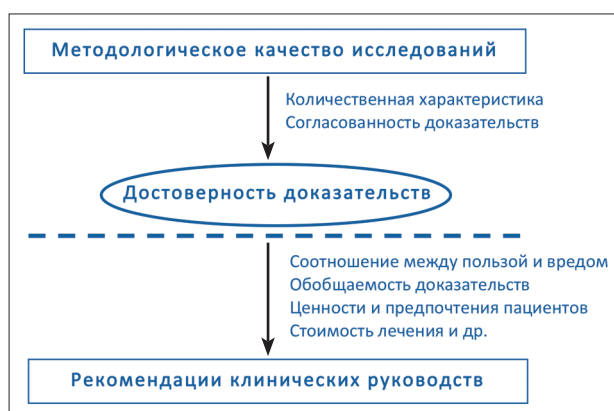 Методологическое качество исследований
Количественная характеристика
Согласованность доказательств
Достоверность доказательств
Соотношение между пользой и вредом
Обобщаемость доказательств
Ценности и предпочтения пациентов
Стоимость лечения и др.
Рекомендации клинических руководств